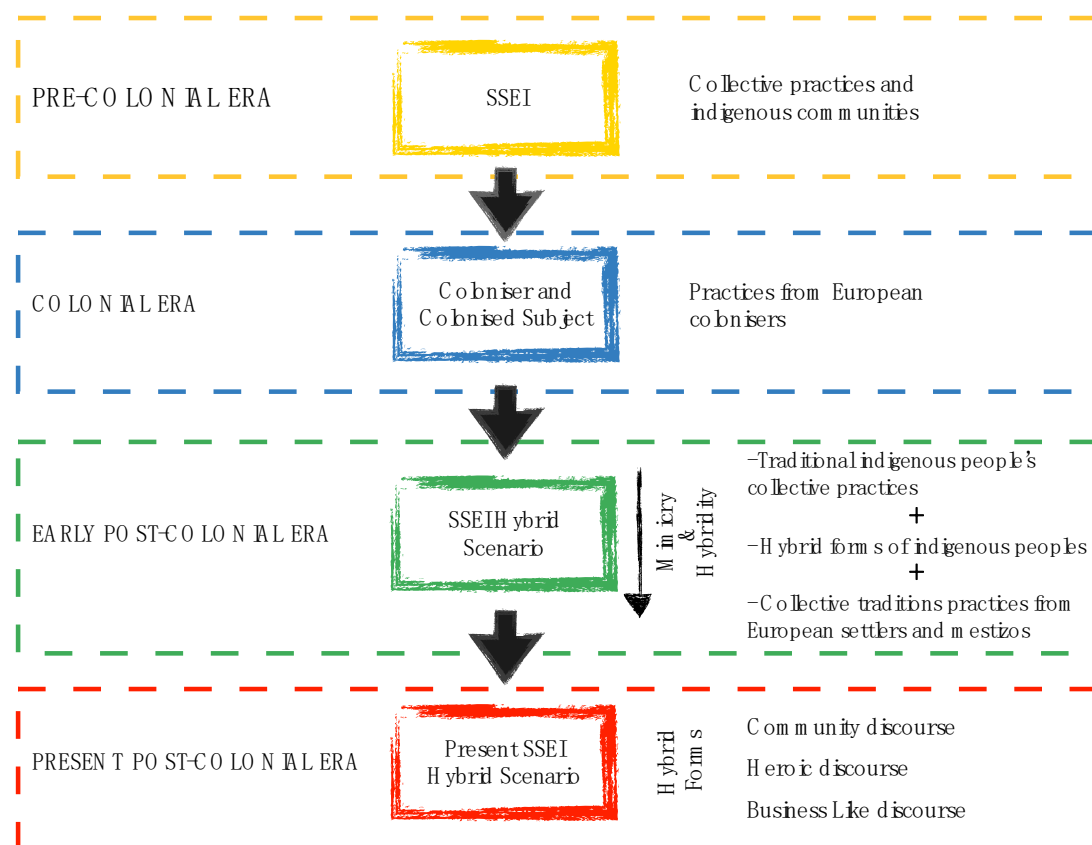 PRE-COLONIAL ERA
SSEI
Collective practices and
indigenous communities
COLONIAL ERA
Coloniser and
Colonised Subject
Practices from European
colonisers
EARLY POST-COLONIAL ERA
SSEI Hybrid
Scenario
Mimicry
&
Hybridity
-Traditional indigenous people's
collective practices
+
-Hybrid forms of indigenous peoples
+
-Collective traditions practices from
European settlers and mestizos
PRESENT POST-COLONIAL ERA
Present SSEI
Hybrid Scenario
Hybrid
Forms
Community discourse
Heroic discourse
Business Like discourse